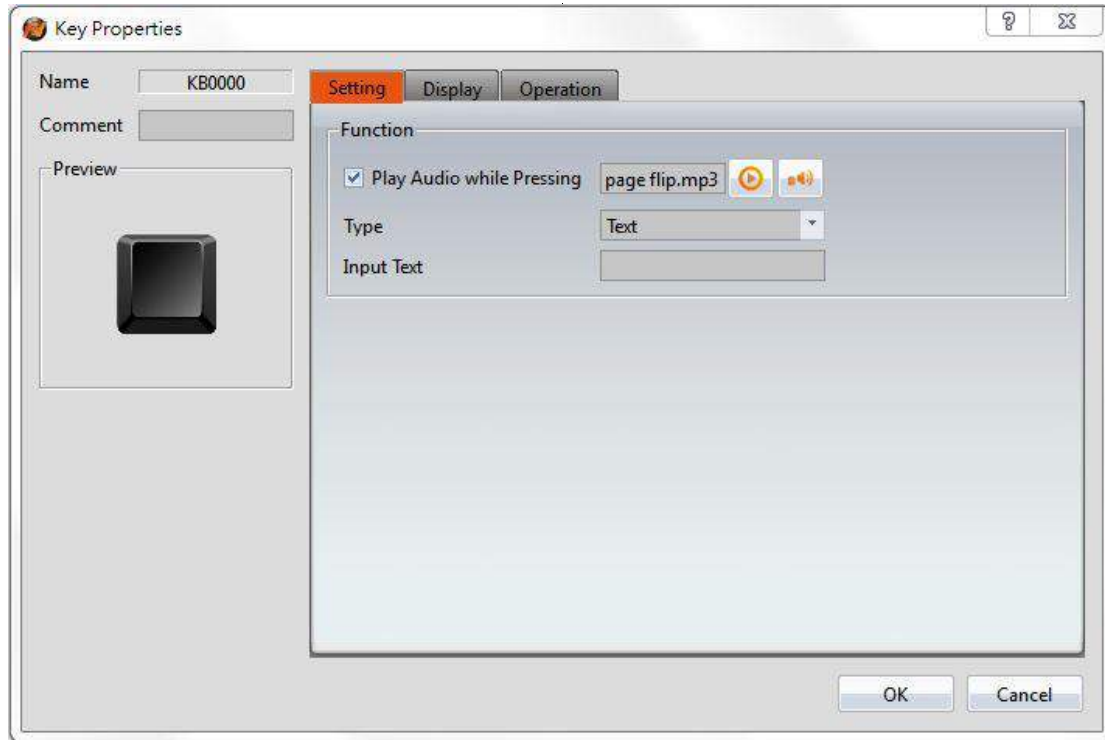 Key Properties
Name KB0000
Comment
Preview
Setting Display Operation
Function
Play Audio while Pressing page flip.mp3
Type Text
Input Text
OK Cancel